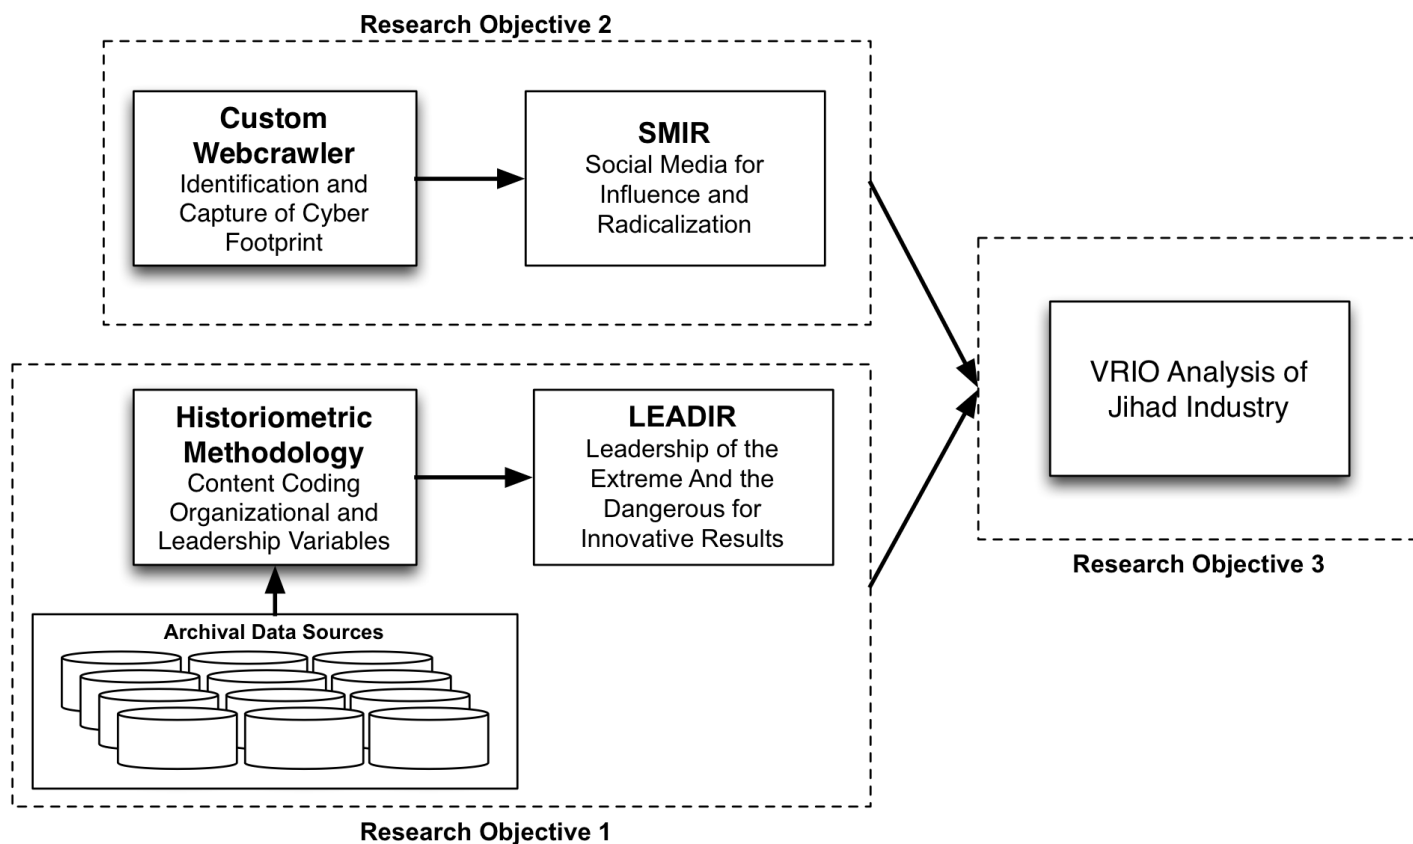 Research Objective 2
Custom
Webcrawler
Identification and
Capture of Cyber
Footprint
SMIR
Social Media for
Influence and
Radicalization
VRIO Analysis of
Jihad Industry
Research Objective 3
Historiometric
Methodology
Content Coding
Organizational and
Leadership Variables
LEADIR
Leadership of the
Extreme And the
Dangerous for
Innovative Results
Archival Data Sources
Research Objective 1